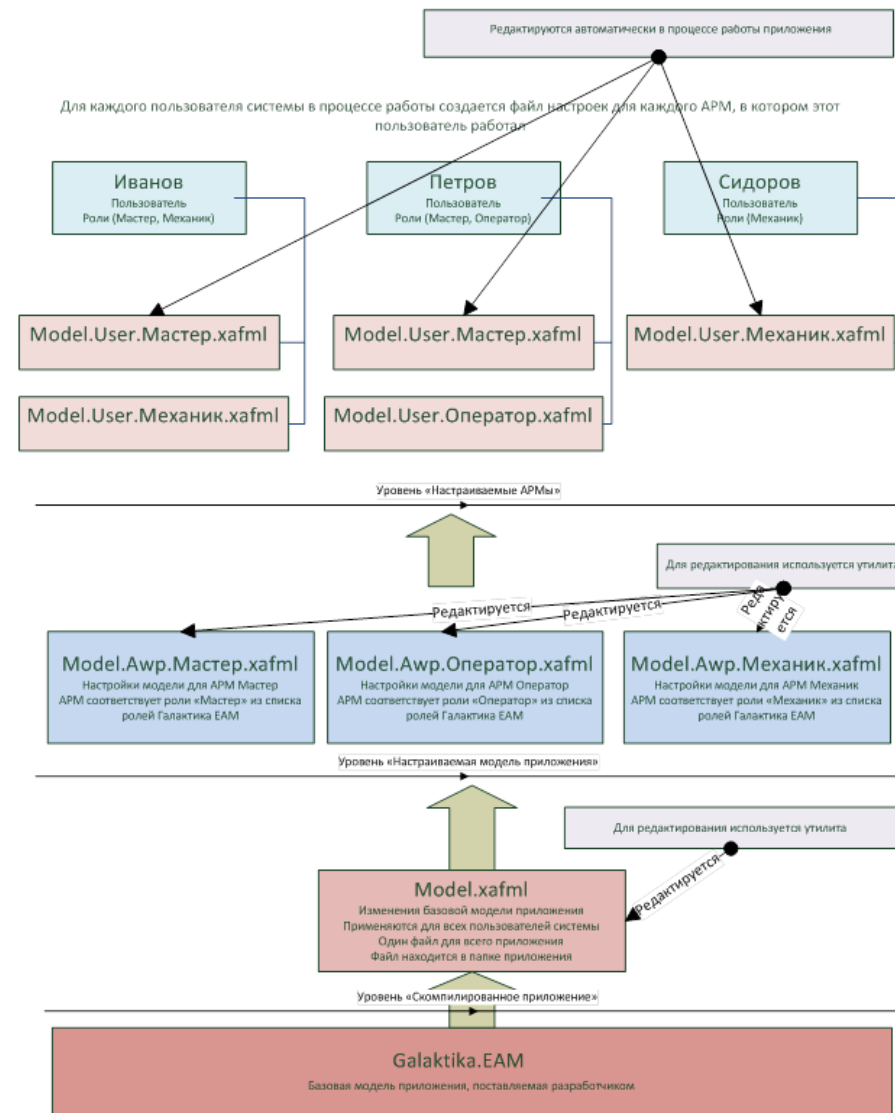 Редактируются автоматически в процессе работы приложения
Для каждого пользователя системы в процессе работы создается файл настроек для каждого АРМ, в котором этот
пользователь работал
Иванов
Пользователь
Роли (Мастер, Механик)
Петров
Пользователь
Роли (Мастер, Оператор)
Сидоров
Пользователь
Роли (Механик)
Model.User.Мастер.xafml
Model.User.Мастер.xafml
Model.User.Механик.xafml
Model.User.Механик.xafml
Model.User.Оператор.xafml
Уровень «Настраиваемые АРМы»
Для редактирования используется утилита
Редактируется
Редактируется
Реда
ктиру
ется
Model.Awp.Мастер.xafml
Настройки модели для АРМ Мастер
АРМ соответствует роли «Мастер» из списка
ролей Галактика EAM
Model.Awp.Оператор.xafml
Настройки модели для АРМ Оператор
АРМ соответствует роли «Оператор» из списка
ролей Галактика EAM
Model.Awp.Механик.xafml
Настройки модели для АРМ Механик
АРМ соответствует роли «Механик» из списка
ролей Галактика EAM
Уровень «Настраиваемая модель приложения»
Для редактирования используется утилита
Редактируется
Model.xafml
Изменения базовой модели приложения
Применяются для всех пользователей системы
Один файл для всего приложения
Файл находится в папке приложения
Уровень «Скомпилированное приложение»
Galaktika.EAM
Базовая модель приложения, поставляемая разработчиком